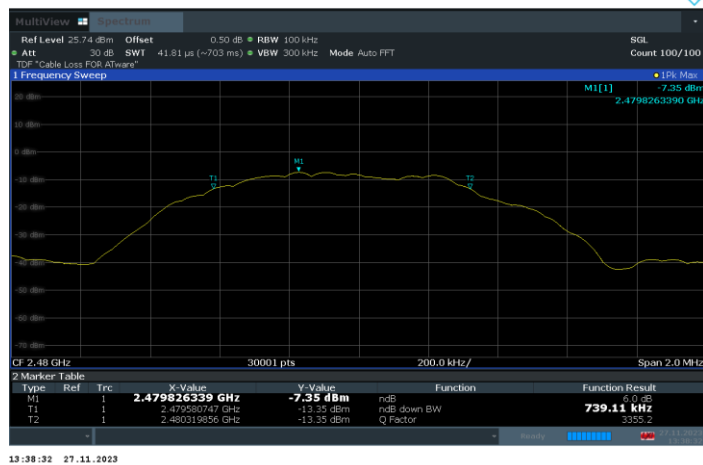 MultiView Spectrum
Ref Level 25.74 dBm Offset 0.50 dB RBW 100 kHz SGL
Att 30 dB SWT 41.81 µs (~703 ms) VBW 300 kHz Mode Auto FFT Count 100/100
TDF "Cable Loss FOR ATware"
1 Frequency Sweep 1Pk Max
M1[1] -7.35 dBm
2.4798263390 GHz
20 dBm
10 dBm
0 dBm
M1
T1 T2
-10 dBm
-20 dBm
-30 dBm
-40 dBm
-50 dBm
-60 dBm
-70 dBm
CF 2.48 GHz 30001 pts 200.0 kHz/ Span 2.0 MHz
2 Marker Table
Type Ref Trc X-Value Y-Value Function Function Result
M1 1 2.479826339 GHz -7.35 dBm ndB 6.0 dB
T1 1 2.479580747 GHz -13.35 dBm ndB down BW 739.11 kHz
T2 1 2.480319856 GHz -13.35 dBm Q Factor 3355.2
Ready 27.11.2023
13:38:32
13:38:32 27.11.2023